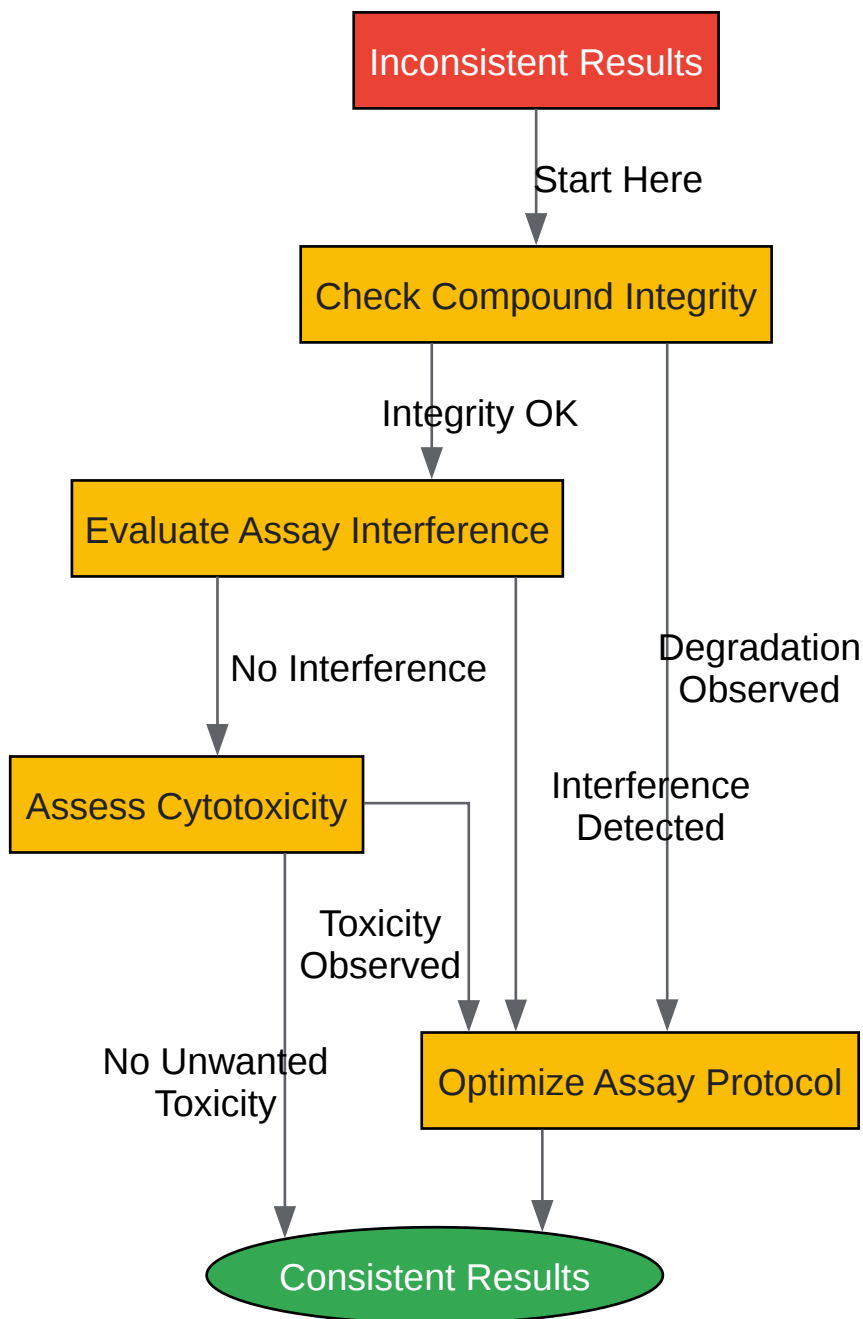 Inconsistent Results
Start Here
Check Compound Integrity
Integrity OK
Evaluate Assay Interference
No Interference
Degradation
Observed
Assess Cytotoxicity
Interference
Detected
Toxicity
Observed
No Unwanted
Toxicity
Optimize Assay Protocol
Consistent Results